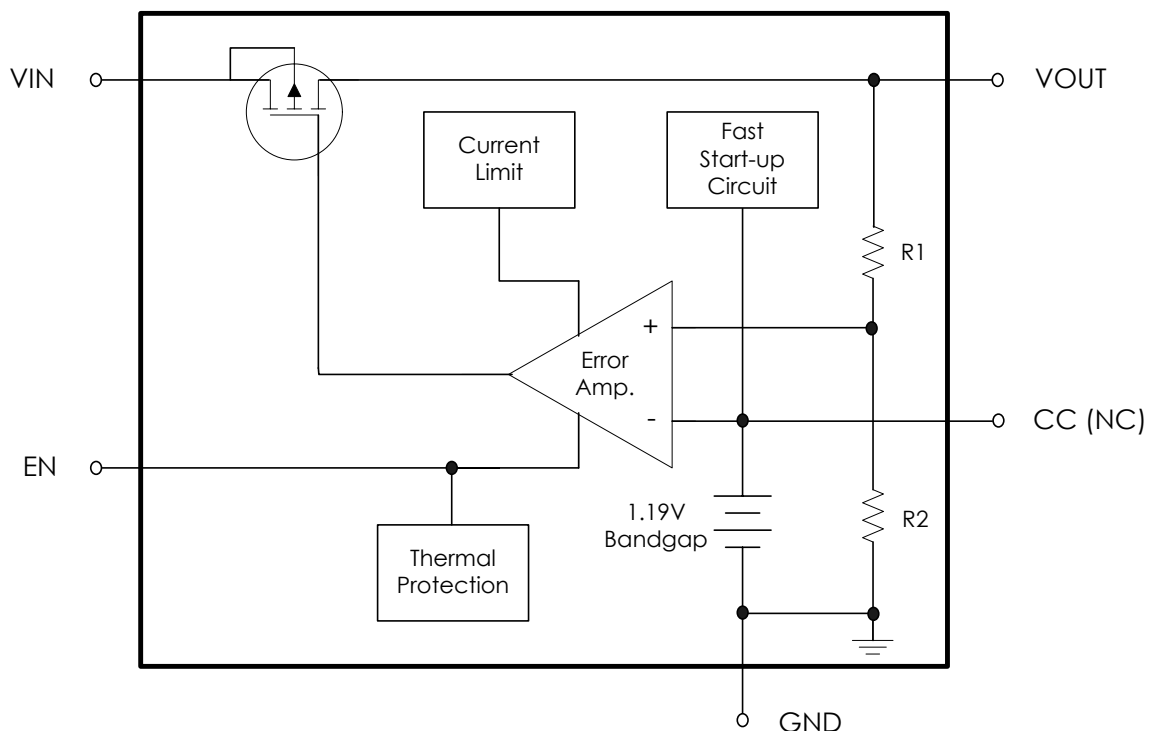 VIN
VOUT
Current
Limit
Fast
Start-up
Circuit
R1
+
Error
Amp.
-
CC (NC)
EN
1.19V
Bandgap
R2
Thermal
Protection
GND